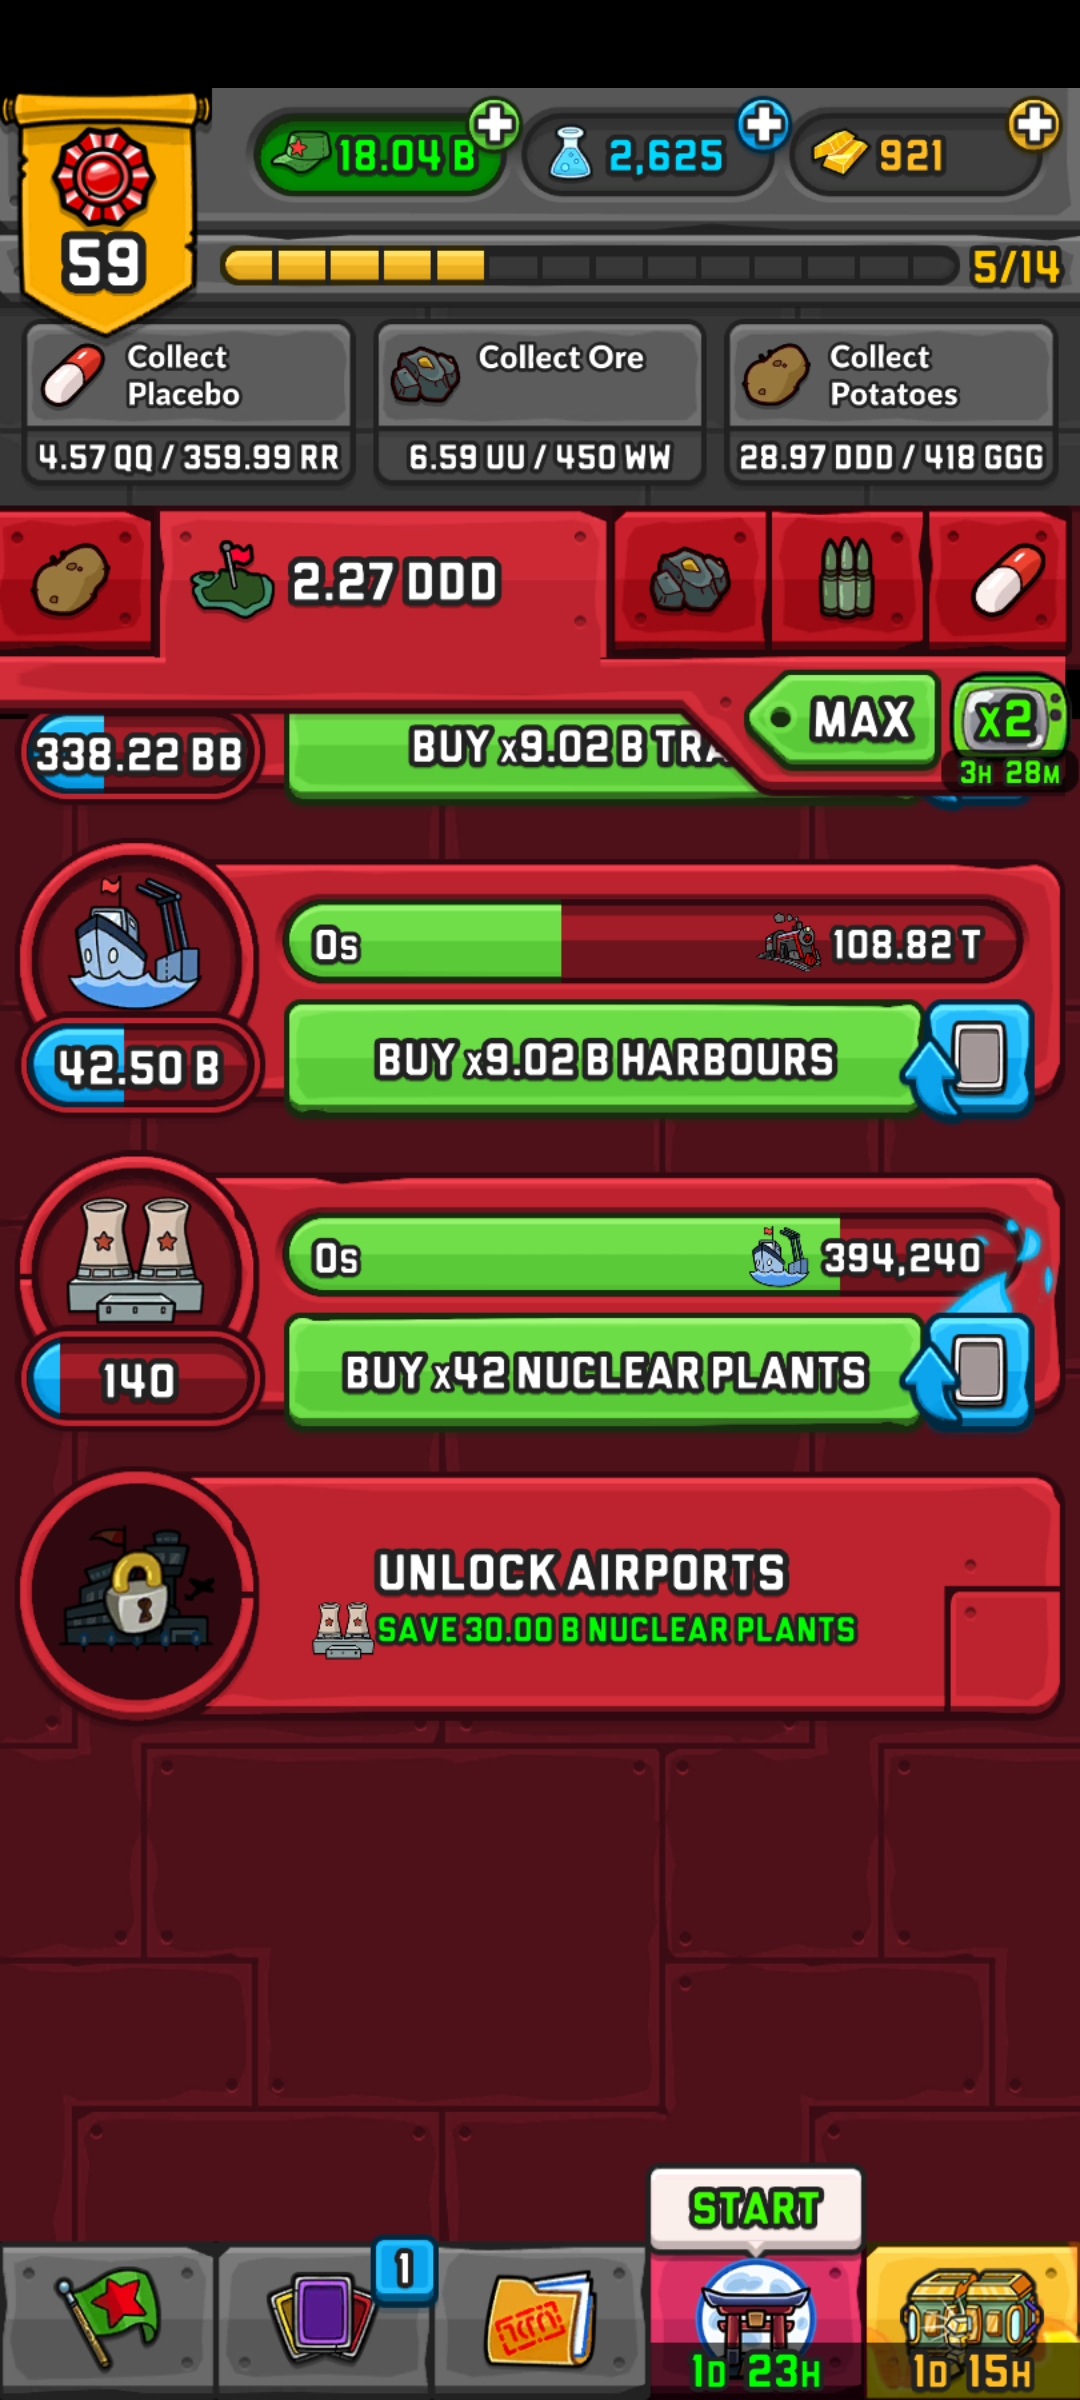 18.04 B
2,625
921
59
5/14
Collect
Placebo
4.57 QQ / 359.99 RR
Collect Ore
6.59 UU / 450 WW
Collect
Potatoes
28.97 DDD / 418 GGG
2.27 DDD
MAX
x2
3H 28M
338.22 BB
BUY x9.02 B TRA
0s
108.82 T
42.50 B
BUY x9.02 B HARBOURS
0s
394,240
140
BUY x42 NUCLEAR PLANTS
UNLOCK AIRPORTS
SAVE 30.00 B NUCLEAR PLANTS
START
1
1D 23H
1D 15H